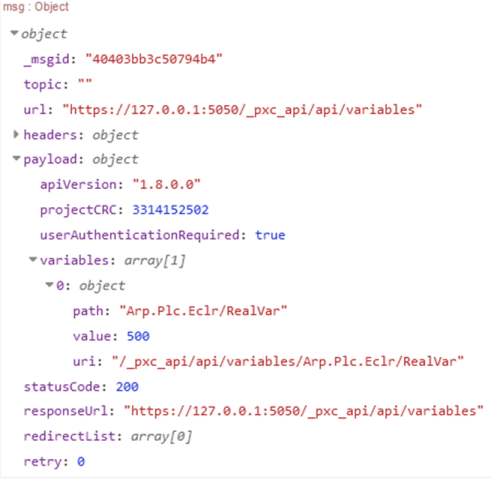 msg : Object
object
_msgid: "40403bb3c50794b4"
topic: ""
url: "https://127.0.0.1:5050/_pxc_api/api/variables"
headers: object
payload: object
apiVersion: "1.8.0.0"
projectCRC: 3314152502
userAuthenticationRequired: true
variables: array[1]
0: object
path: "Arp.Plc.Eclr/RealVar"
value: 500
uri: "/_pxc_api/api/variables/Arp.Plc.Eclr/RealVar"
statusCode: 200
responseUrl: "https://127.0.0.1:5050/_pxc_api/api/variables"
redirectList: array[0]
retry: 0